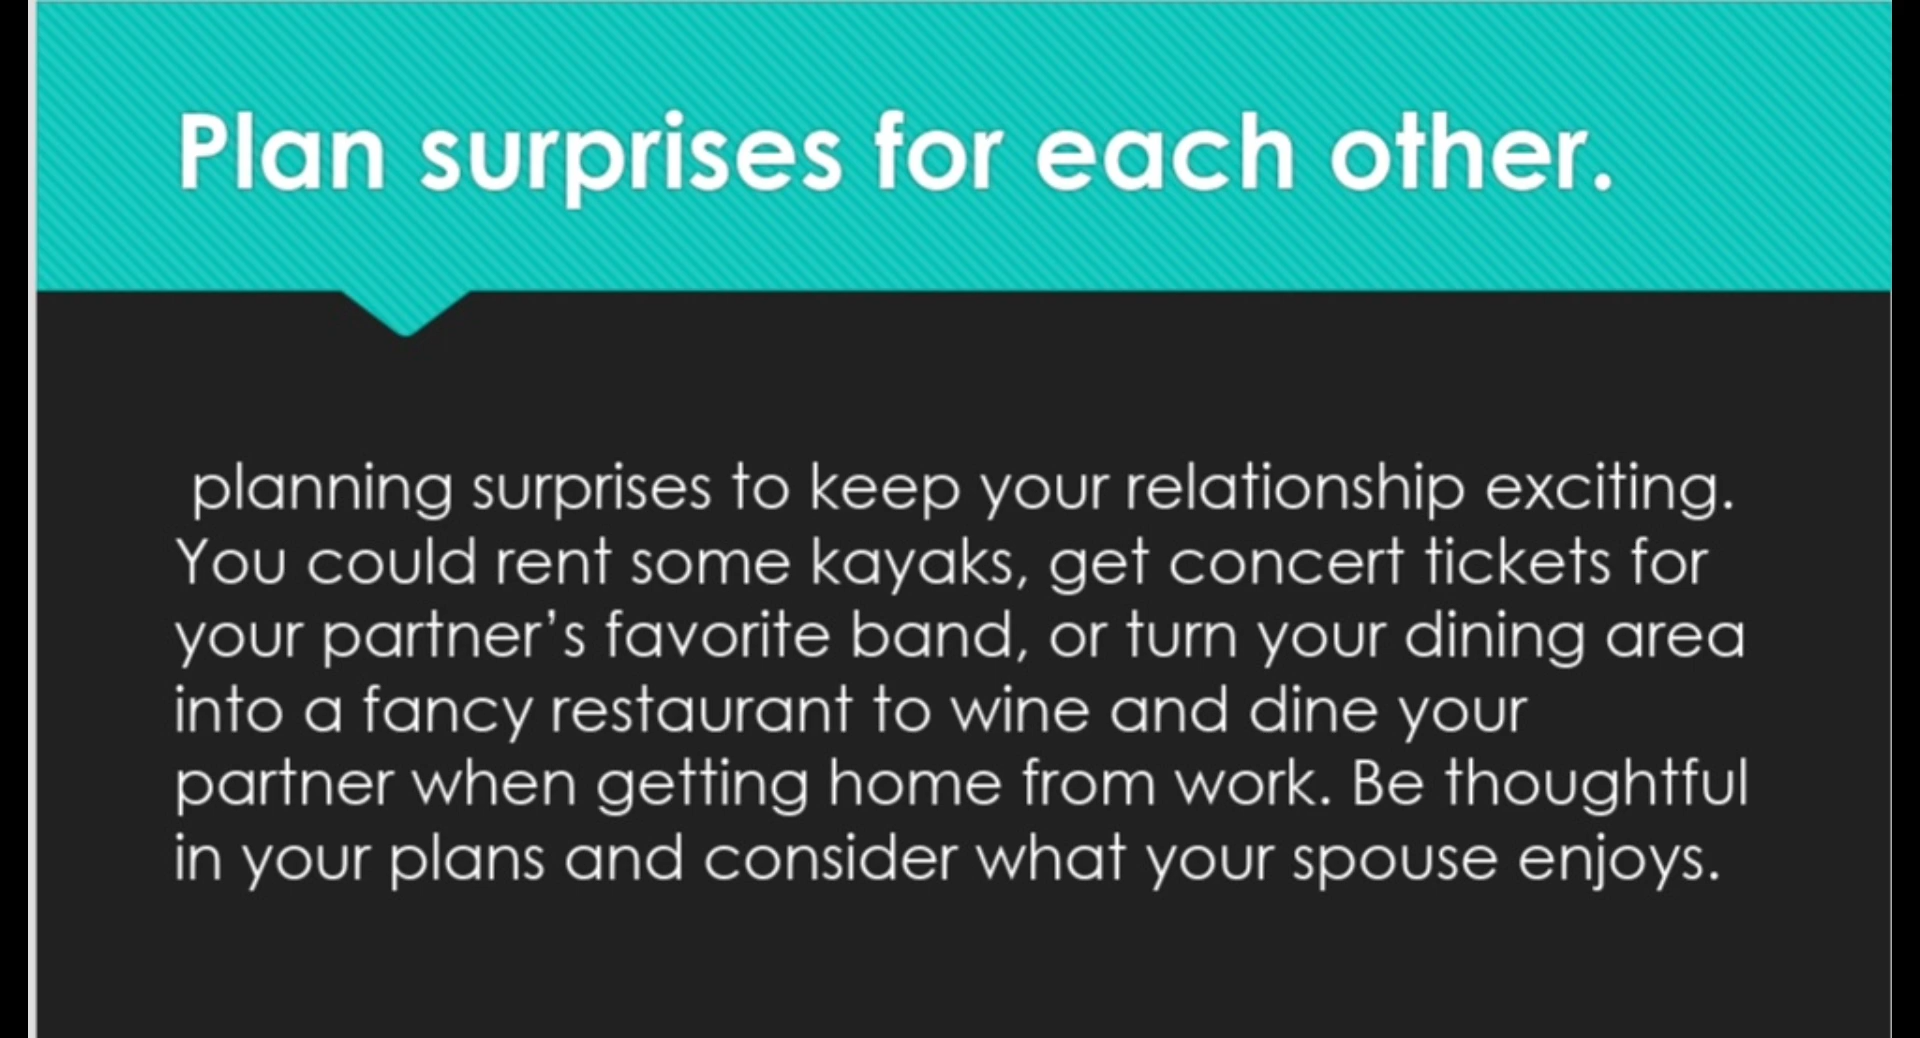 Plan surprises for each other.
planning surprises to keep your relationship exciting.
You could rent some kayaks, get concert tickets for
your partner’s favorite band, or turn your dining area
into a fancy restaurant to wine and dine your
partner when getting home from work. Be thoughtful
in your plans and consider what your spouse enjoys.